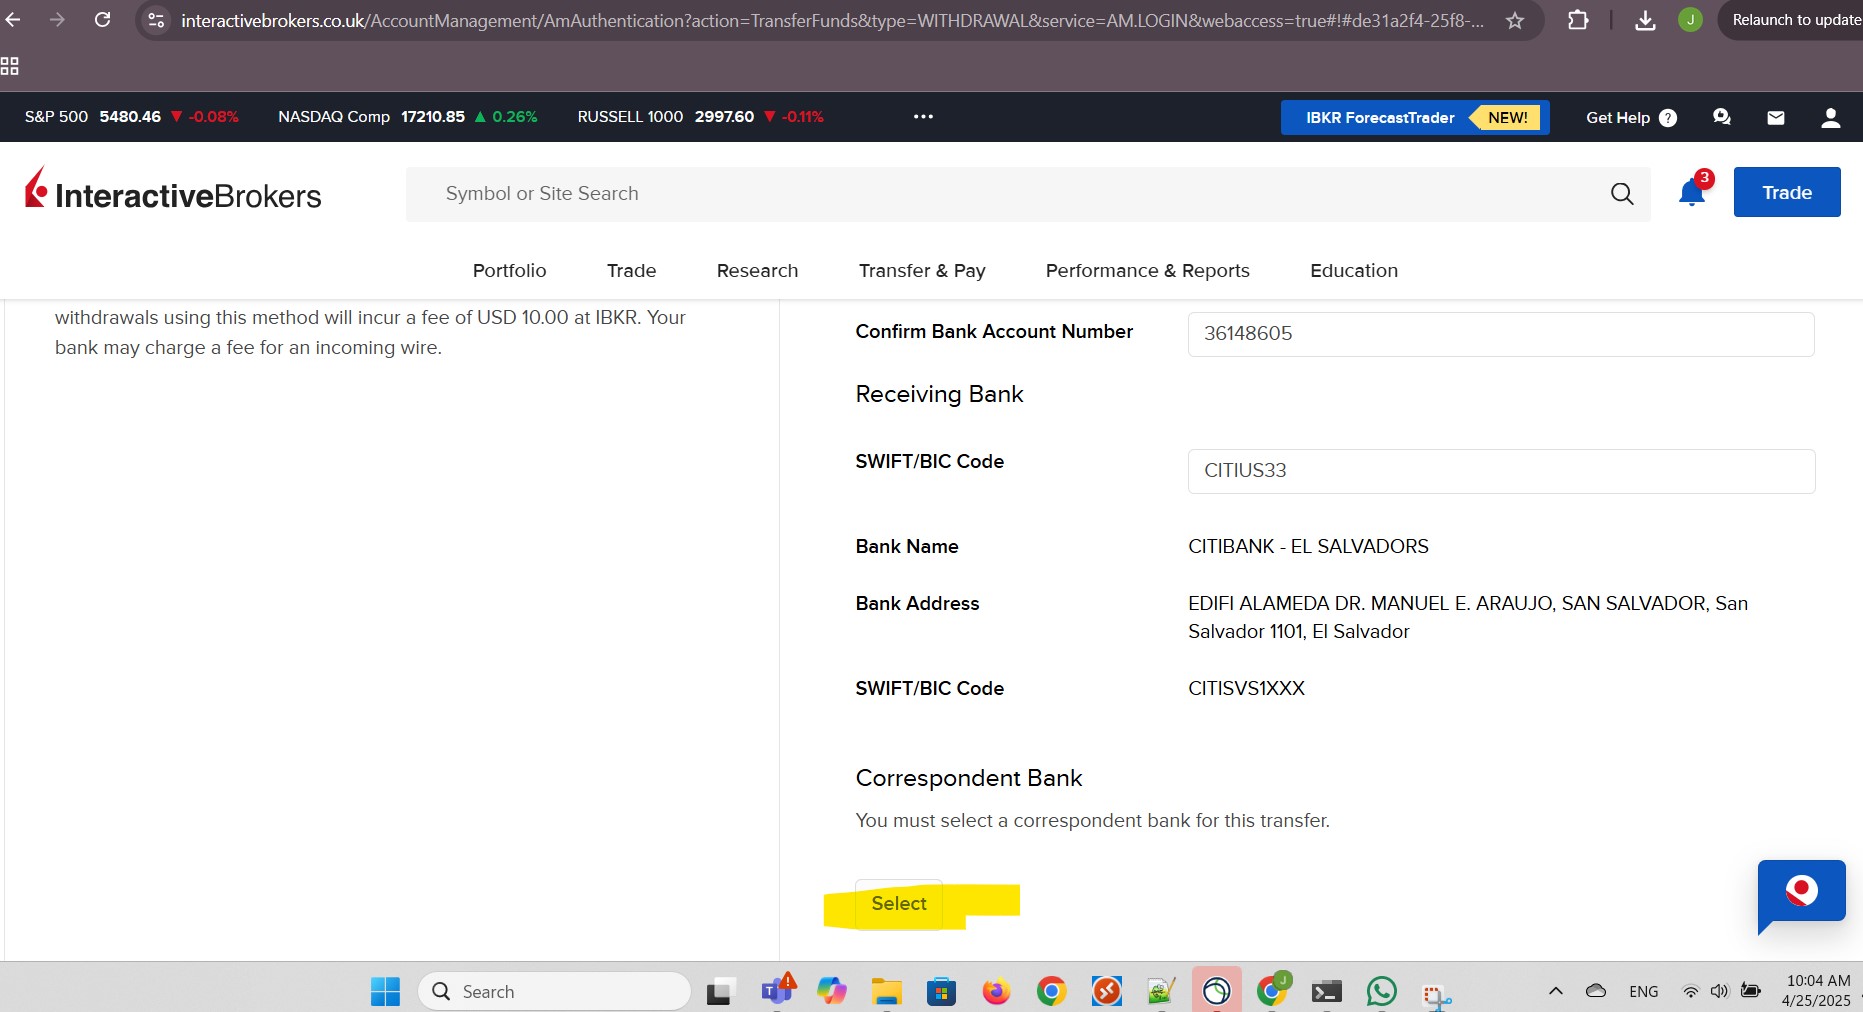 interactivebrokers.co.uk/AccountManagement/AmAuthentication?action=TransferFunds&type=WITHDRAWAL&service=AM.LOGIN&webaccess=true#!#de31a2f4-25f8-...
J
Relaunch to update
S&P 500 5480.46 ▼ -0.08%
NASDAQ Comp 17210.85 ▲ 0.26%
RUSSELL 1000 2997.60 ▼ -0.11%
•••
IBKR ForecastTrader NEW!
Get Help ?
InteractiveBrokers
Symbol or Site Search
3
Trade
Portfolio
Trade
Research
Transfer & Pay
Performance & Reports
Education
withdrawals using this method will incur a fee of USD 10.00 at IBKR. Your
bank may charge a fee for an incoming wire.
Confirm Bank Account Number
36148605
Receiving Bank
SWIFT/BIC Code
CITIUS33
Bank Name
CITIBANK - EL SALVADORS
Bank Address
EDIFI ALAMEDA DR. MANUEL E. ARAUJO, SAN SALVADOR, San
Salvador 1101, El Salvador
SWIFT/BIC Code
CITISVS1XXX
Correspondent Bank
You must select a correspondent bank for this transfer.
Select
Search
T
J
ENG
10:04 AM
4/25/2025